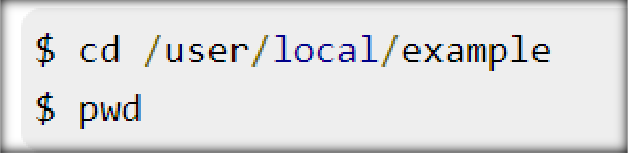 $ cd /user/local/example
$ pwd